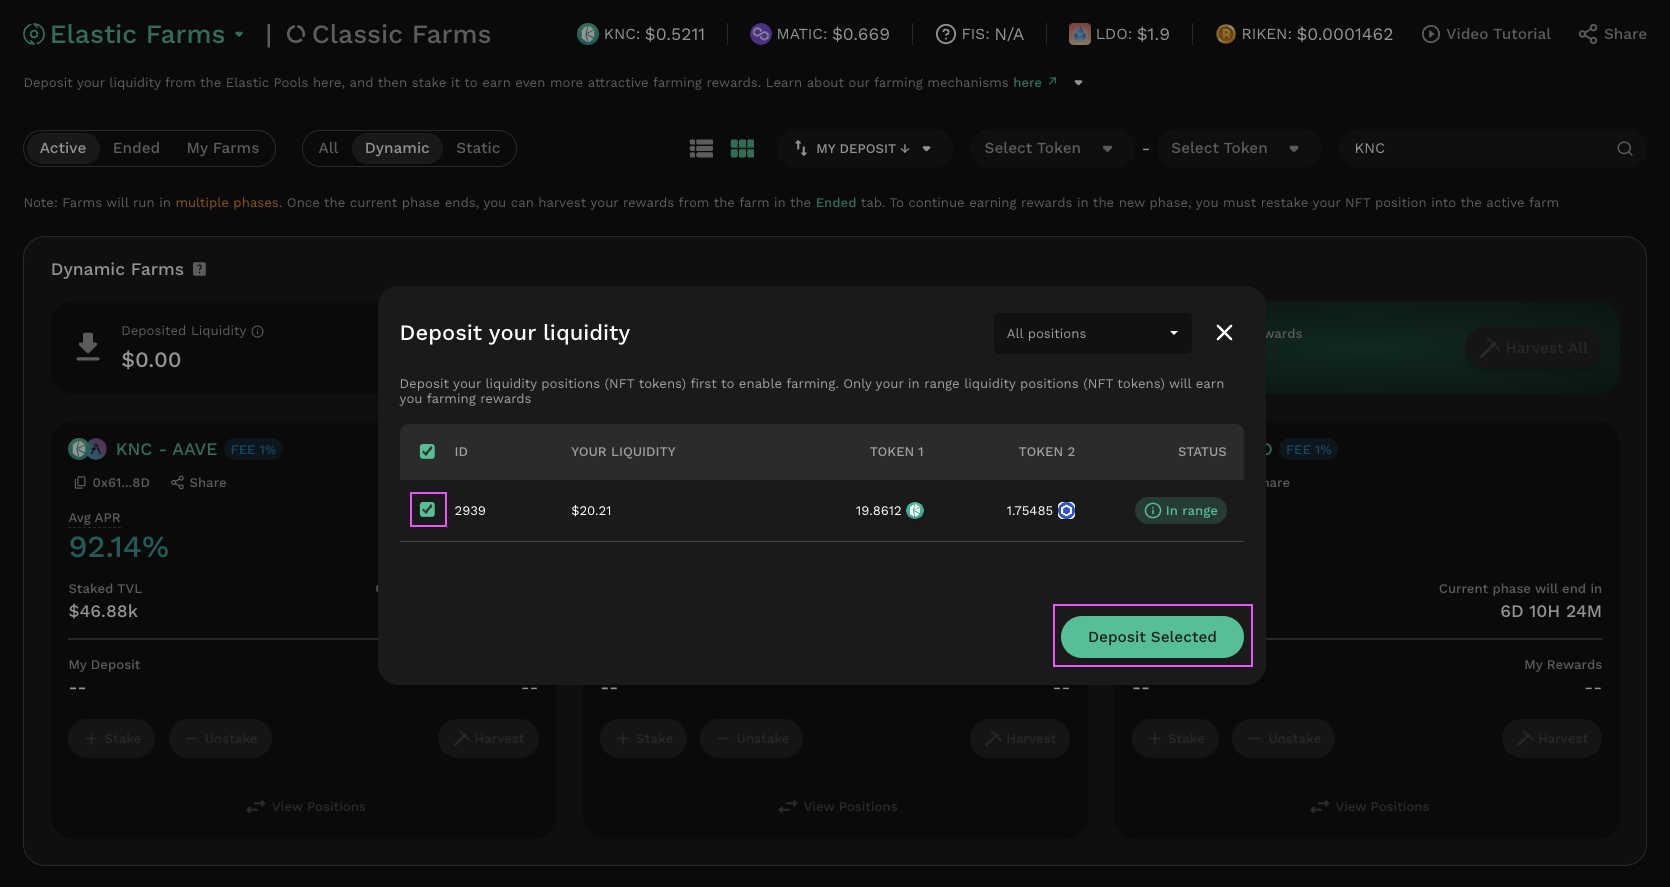 Elastic Farms | Classic Farms KNC: $0.5211 MATIC: $0.669 FIS: N/A LDO: $1.9 RIKEN: $0.0001462 Video Tutorial Share
Deposit your liquidity from the Elastic Pools here, and then stake it to earn even more attractive farming rewards. Learn about our farming mechanisms here ↗
Active Ended My Farms All Dynamic Static MY DEPOSIT ↓ Select Token - Select Token KNC
Note: Farms will run in multiple phases. Once the current phase ends, you can harvest your rewards from the farm in the Ended tab. To continue earning rewards in the new phase, you must restake your NFT position into the active farm
Dynamic Farms ?
Deposited Liquidity
$0.00
wards
Harvest All
Deposit your liquidity
All positions
Deposit your liquidity positions (NFT tokens) first to enable farming. Only your in range liquidity positions (NFT tokens) will earn
you farming rewards
ID YOUR LIQUIDITY TOKEN 1 TOKEN 2 STATUS
2939 $20.21 19.8612 1.75485 In range
Deposit Selected
KNC - AAVE FEE 1%
0x61...8D Share
Avg APR
92.14%
Staked TVL
$46.88k
My Deposit
-- --
Stake Unstake Harvest
View Positions
-- --
Stake Unstake Harvest
View Positions
FEE 1%
hare
Current phase will end in
6D 10H 24M
My Rewards
-- --
Stake Unstake Harvest
View Positions